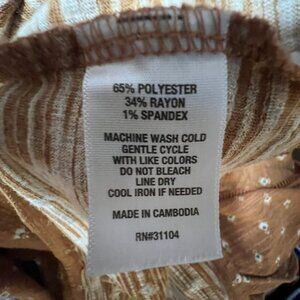 65% POLYESTER
34% RAYON
1% SPANDEX
MACHINE WASH COLD
GENTLE CYCLE
WITH LIKE COLORS
DO NOT BLEACH
LINE DRY
COOL IRON IF NEEDED
MADE IN CAMBODIA
RN#31104